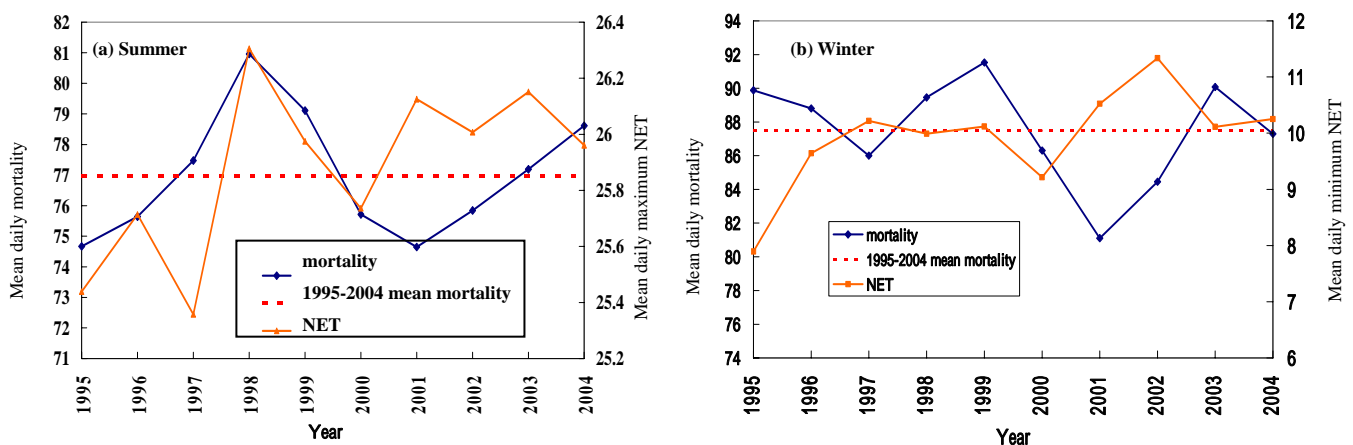 (a) Summer
Mean daily mortality
82
81
80
79
78
77
76
75
74
73
72
71
26.4
26.2
26
25.8
25.6
25.4
25.2
Mean daily maximum NET
mortality
1995-2004 mean mortality
NET
1995 1996 1997 1998 1999 2000 2001 2002 2003 2004
Year
(b) Winter
Mean daily mortality
94
92
90
88
86
84
82
80
78
76
74
12
11
10
9
8
7
6
Mean daily minimum NET
mortality
1995-2004 mean mortality
NET
1995 1996 1997 1998 1999 2000 2001 2002 2003 2004
Year